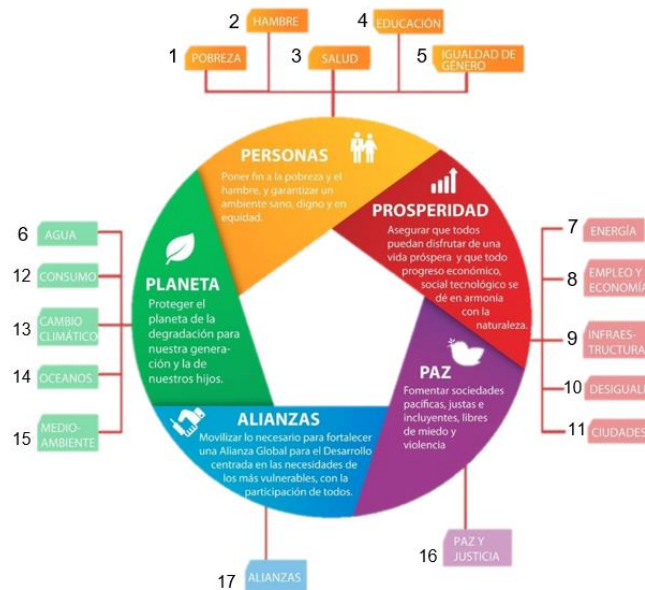 2 HAMBRE
4 EDUCACIÓN
1 POBREZA
3 SALUD
5 IGUALDAD DE
GÉNERO
PERSONAS
Poner fin a la pobreza y el
hambre, y garantizar un
ambiente sano, digno y en
equidad.
PROSPERIDAD
Asegurar que todos
puedan disfrutar de una
vida próspera y que todo
progreso económico,
social tecnológico se
dé en armonía
con la
naturaleza.
6 AGUA
12 CONSUMO
13 CAMBIO
CLIMÁTICO
14 OCEANOS
15 MEDIO-
AMBIENTE
PLANETA
Proteger el
planeta de la
degradación para
nuestra genera-
ción y la de
nuestros hijos.
7 ENERGÍA
8 EMPLEO Y
ECONOMÍA
9 INFRAES-
TRUCTURA
10 DESIGUAL
11 CIUDADES
PAZ
Fomentar sociedades
pacíficas, justas e
incluyentes, libres
de miedo y
violencia
ALIANZAS
Movilizar lo necesario para fortalecer
una Alianza Global para el Desarrollo
centrada en las necesidades de
los más vulnerables, con la
participación de todos.
16 PAZ Y
JUSTICIA
17 ALIANZAS